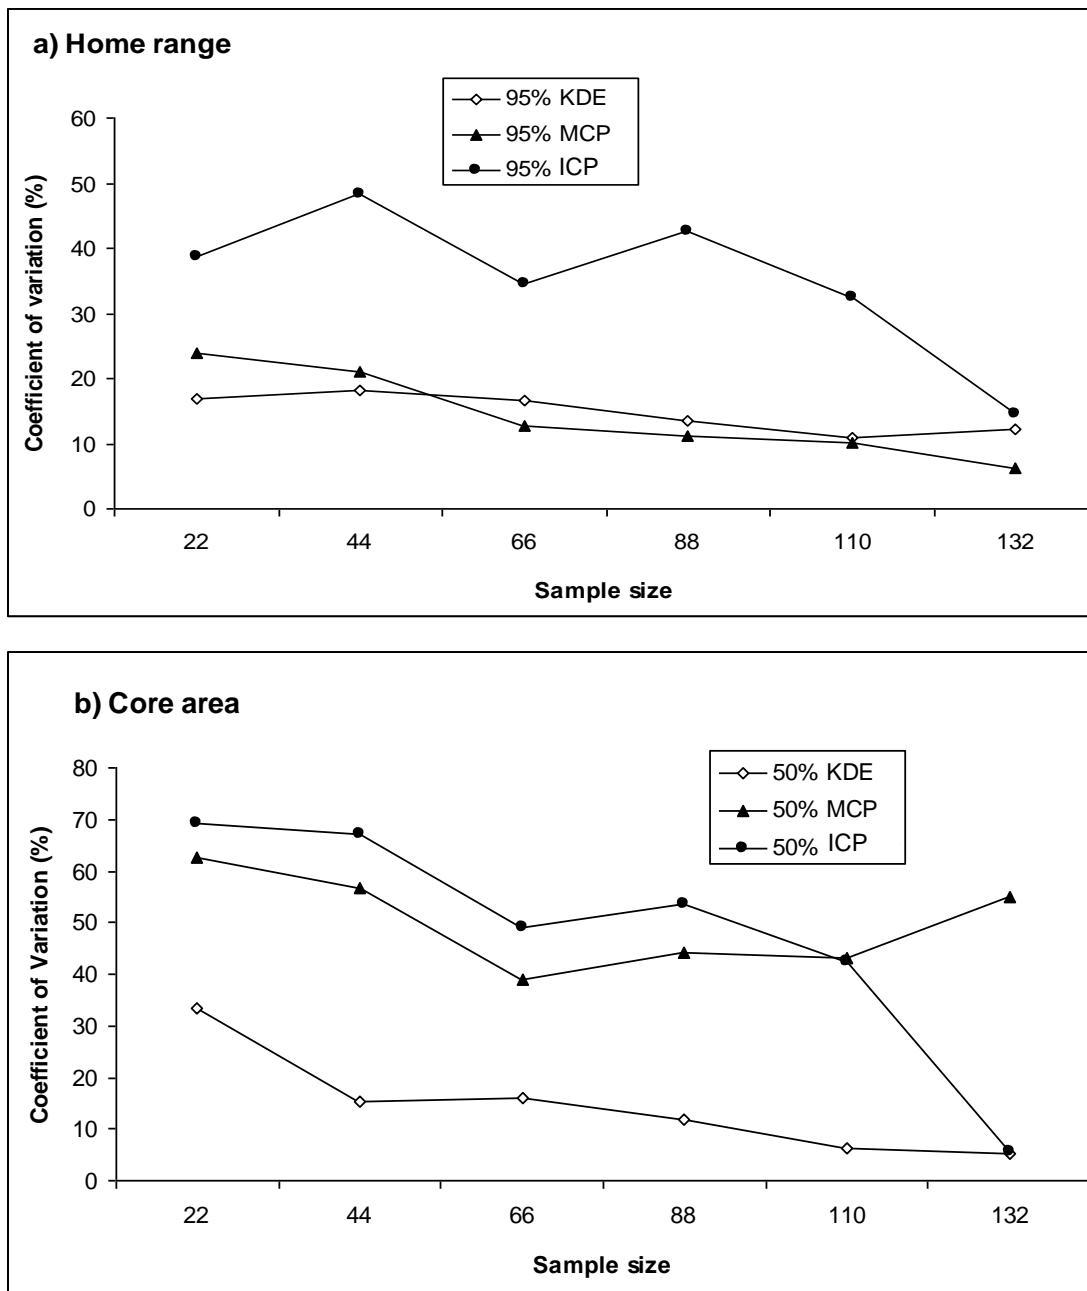 a) Home range
95% KDE
95% MCP
95% ICP
60
50
40
30
20
10
0
Coefficient of variation (%)
22 44 66 88 110 132
Sample size
b) Core area
50% KDE
50% MCP
50% ICP
80
70
60
50
40
30
20
10
0
Coefficient of Variation (%)
22 44 66 88 110 132
Sample size